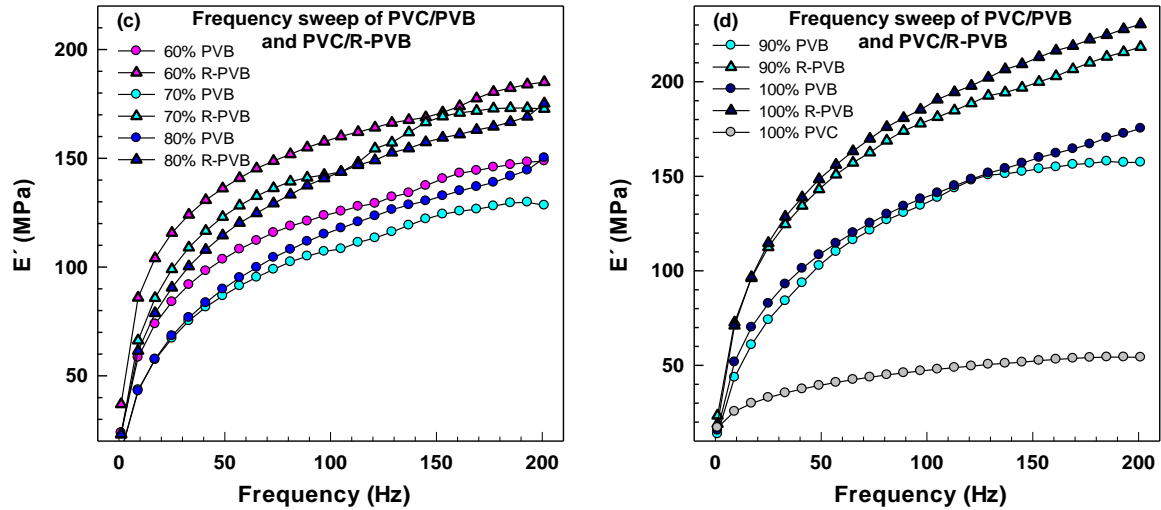 (c) Frequency sweep of PVC/PVB
and PVC/R-PVB
60% PVB
60% R-PVB
70% PVB
70% R-PVB
80% PVB
80% R-PVB
200
150
100
50
E´ (MPa)
0 50 100 150 200
Frequency (Hz)
(d) Frequency sweep of PVC/PVB
and PVC/R-PVB
90% PVB
90% R-PVB
100% PVB
100% R-PVB
100% PVC
200
150
100
50
E´ (MPa)
0 50 100 150 200
Frequency (Hz)